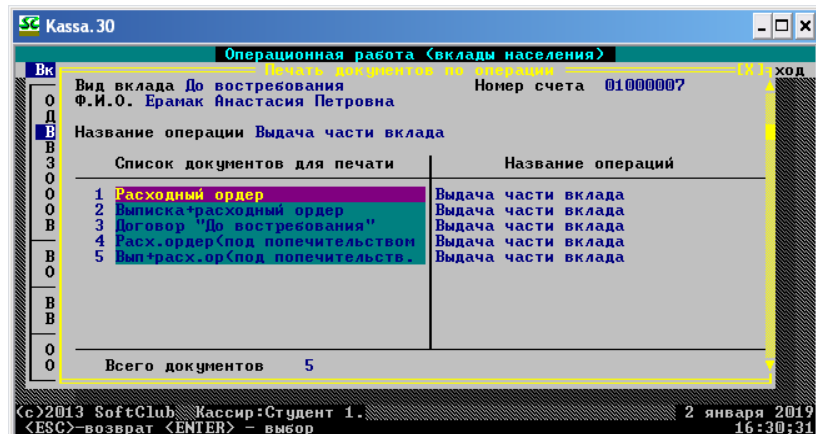 SC Kassa.30
Операционная работа (вклады населения)
Вк Печать документов по операции [X] ход
Вид вклада До востребования Номер счета 01000007
О Ф.И.О. Ерамак Анастасия Петровна
Д
В Название операции Выдача части вклада
В
З Список документов для печати Название операций
О
О 1 Расходный ордер Выдача части вклада
О 2 Выписка+расходный ордер Выдача части вклада
В 3 Договор "До востребования" Выдача части вклада
4 Расх.ордер(под попечительством Выдача части вклада
В 5 Вып+расх.ор(под попечительств. Выдача части вклада
О
В
В
О
О Всего документов 5
(c)2013 SoftClub Кассир:Студент 1. 2 января 2019
<ESC>-возврат <ENTER> - выбор 16:30;31